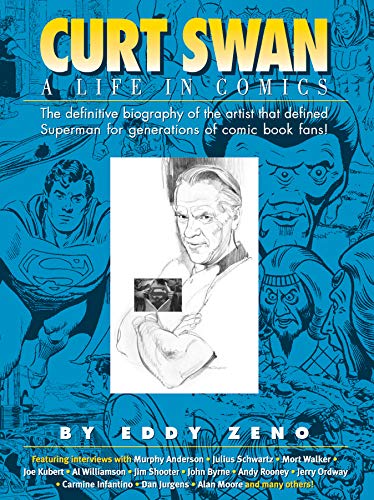 CURT SWAN
A LIFE IN COMICS
The definitive biography of the artist that defined
Superman for generations of comic book fans!
BY EDDY ZENO
Featuring interviews with Murphy Anderson • Julius Schwartz • Mort Walker •
Joe Kubert • Al Williamson • Jim Shooter • John Byrne • Andy Rooney • Jerry Ordway
• Carmine Infantino • Dan Jurgens • Alan Moore and many others!